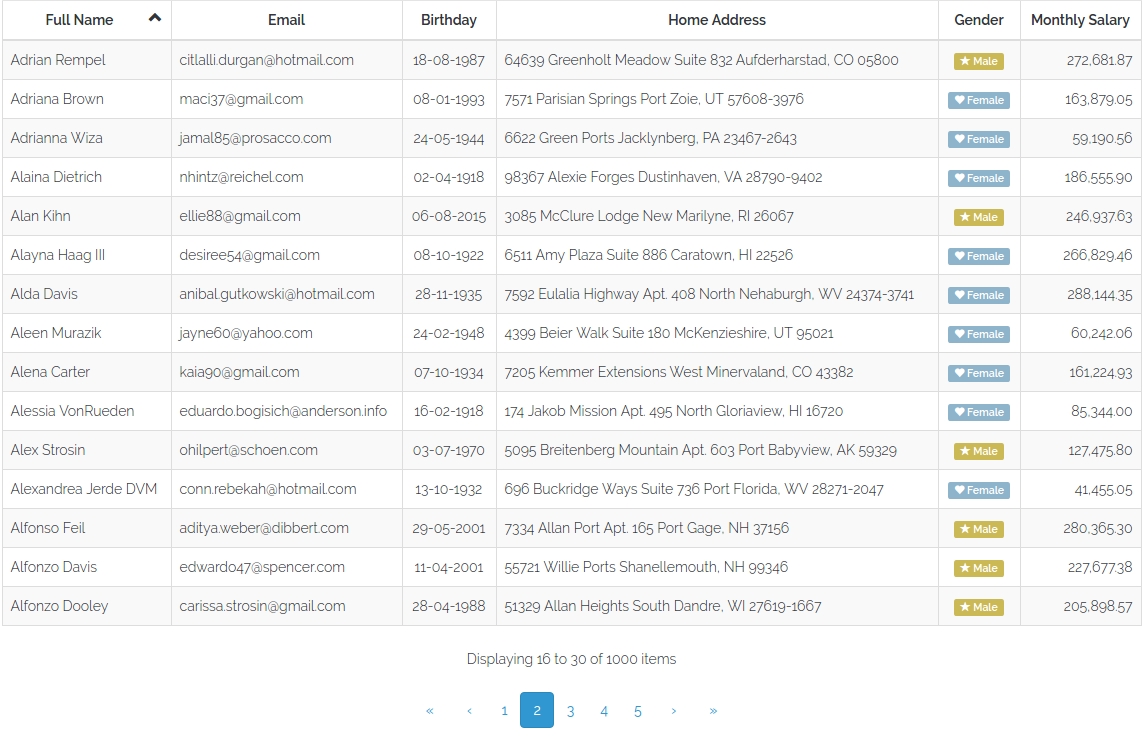 Full Name Email Birthday Home Address Gender Monthly Salary
Adrian Rempel citlalli.durgan@hotmail.com 18-08-1987 64639 Greenholt Meadow Suite 832 Aufderharstad, CO 05800 Male 272,681.87
Adriana Brown maci37@gmail.com 08-01-1993 7571 Parisian Springs Port Zoie, UT 57608-3976 Female 163,879.05
Adrianna Wiza jamal85@prosacco.com 24-05-1944 6622 Green Ports Jacklynberg, PA 23467-2643 Female 59,190.56
Alaina Dietrich nhintz@reichel.com 02-04-1918 98367 Alexie Forges Dustinhaven, VA 28790-9402 Female 186,555.90
Alan Kihn ellie88@gmail.com 06-08-2015 3085 McClure Lodge New Marilyne, RI 26067 Male 246,937.63
Alayna Haag III desiree54@gmail.com 08-10-1922 6511 Amy Plaza Suite 886 Caratown, HI 22526 Female 266,829.46
Alda Davis anibal.gutkowski@hotmail.com 28-11-1935 7592 Eulalia Highway Apt. 408 North Nehaburgh, WV 24374-3741 Female 288,144.35
Aleen Murazik jayne60@yahoo.com 24-02-1948 4399 Beier Walk Suite 180 McKenzieshire, UT 95021 Female 60,242.06
Alena Carter kaia90@gmail.com 07-10-1934 7205 Kemmer Extensions West Minervaland, CO 43382 Female 161,224.93
Alessia VonRueden eduardo.bogisich@anderson.info 16-02-1918 174 Jakob Mission Apt. 495 North Gloriaview, HI 16720 Female 85,344.00
Alex Strosin ohilpert@schoen.com 03-07-1970 5095 Breitenberg Mountain Apt. 603 Port Babyview, AK 59329 Male 127,475.80
Alexandrea Jerde DVM conn.rebekah@hotmail.com 13-10-1932 696 Buckridge Ways Suite 736 Port Florida, WV 28271-2047 Female 41,455.05
Alfonso Feil aditya.weber@dibbert.com 29-05-2001 7334 Allan Port Apt. 165 Port Gage, NH 37156 Male 280,365.30
Alfonzo Davis edwardo47@spencer.com 11-04-2001 55721 Willie Ports Shanellemouth, NH 99346 Male 227,677.38
Alfonzo Dooley carissa.strosin@gmail.com 28-04-1988 51329 Allan Heights South Dandre, WI 27619-1667 Male 205,898.57
Displaying 16 to 30 of 1000 items
« ‹ 1 2 3 4 5 › »